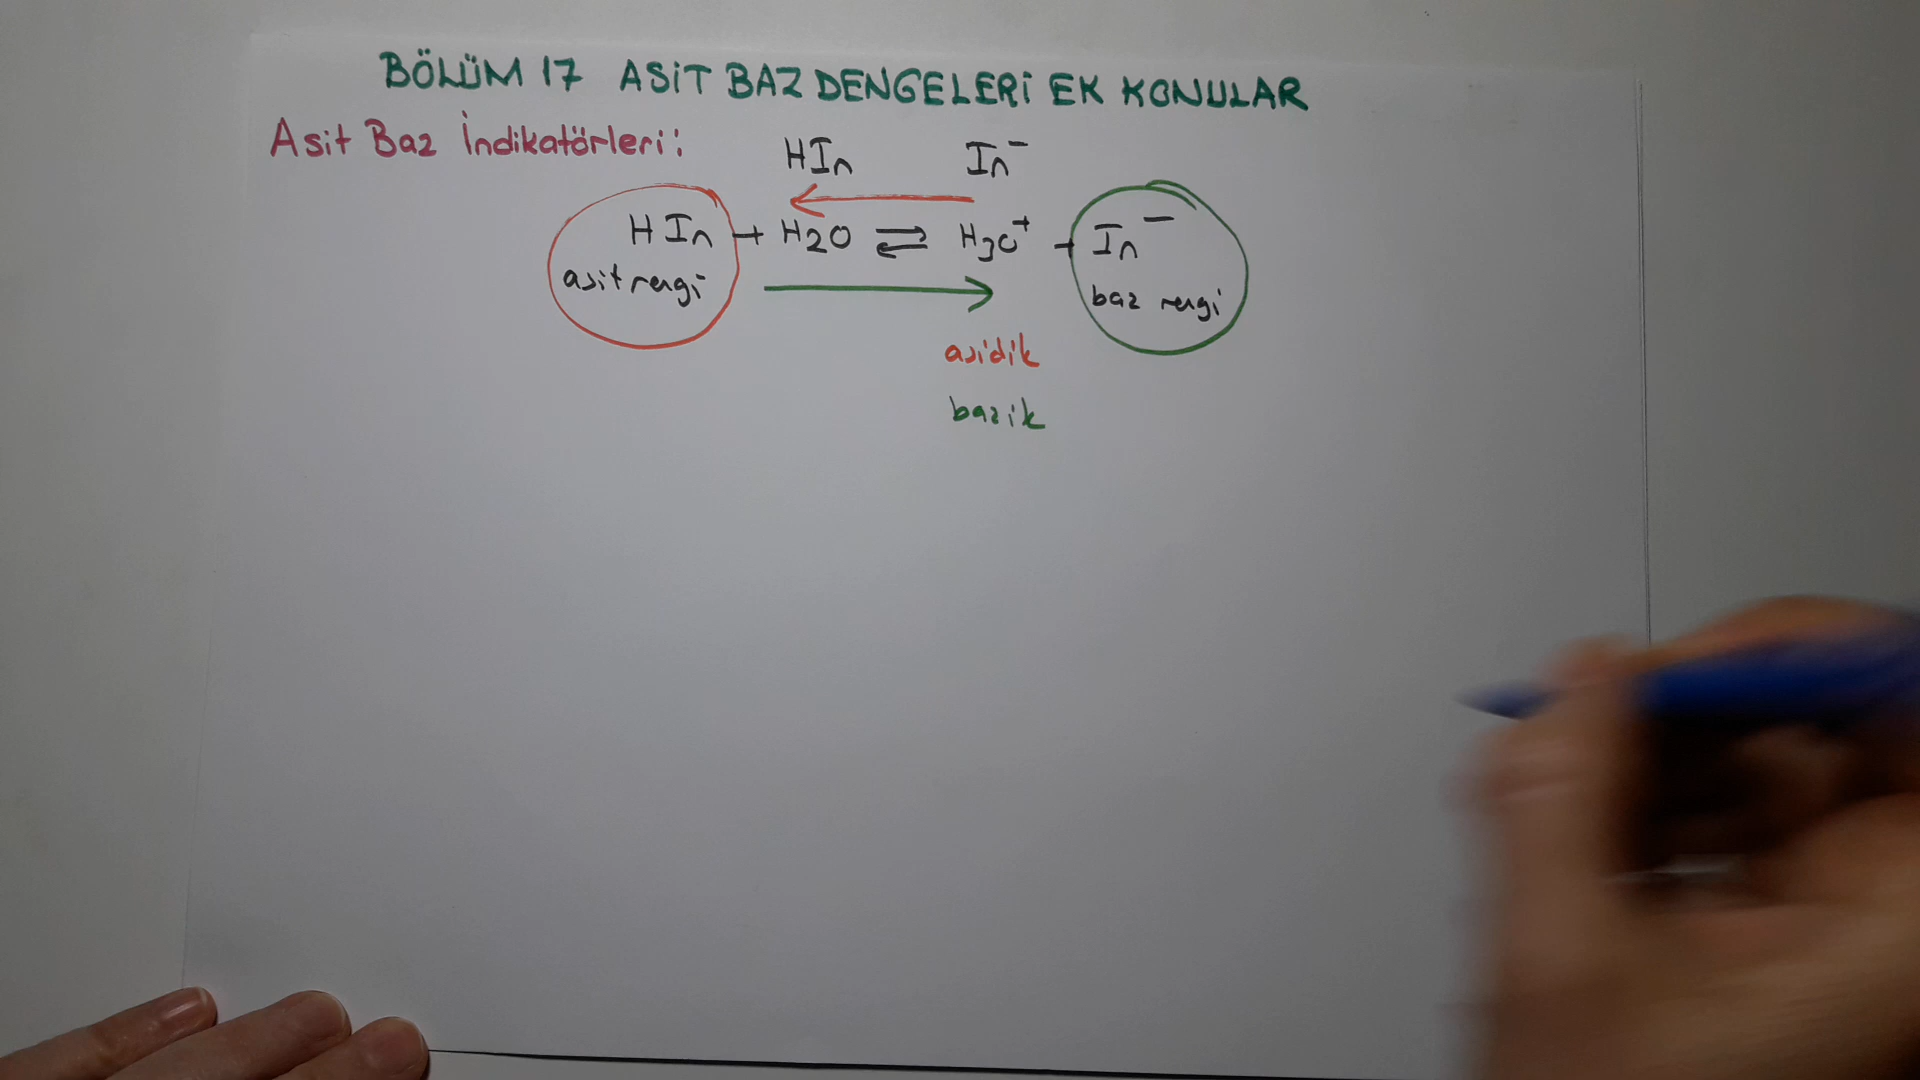 BÖLÜM 17 ASİT BAZ DENGELERİ EK KONULAR
Asit Baz İndikatörleri:
HIn In⁻
HIn + H2O ⇌ H3O⁺ + In⁻
asit rengi baz rengi
asidik
bazik